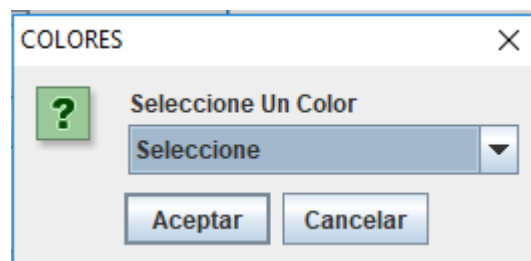 COLORES
?
Seleccione Un Color
Seleccione
Aceptar Cancelar